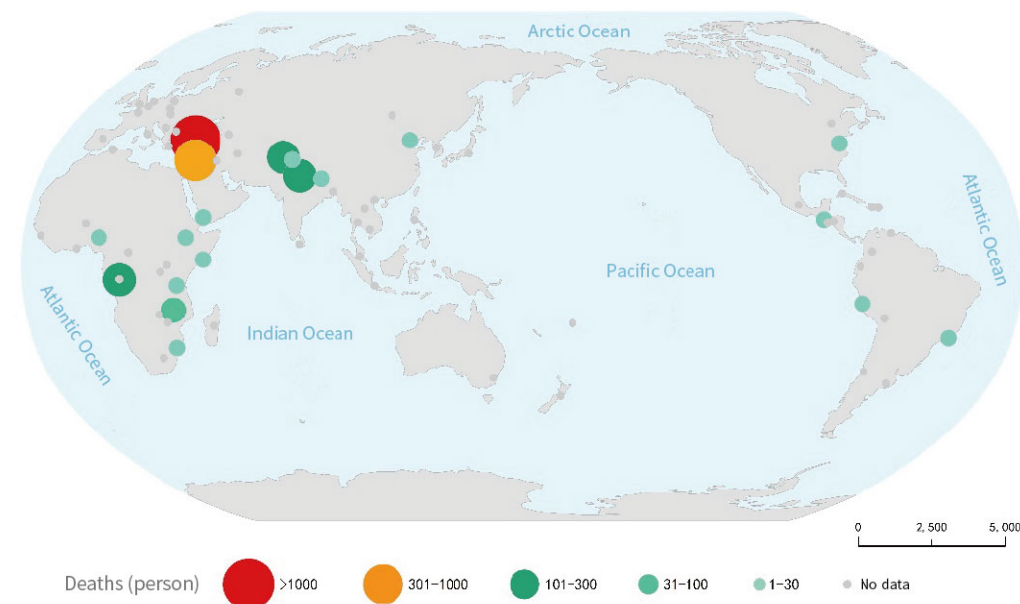 Arctic Ocean
Atlantic Ocean
Pacific Ocean
Atlantic Ocean
Indian Ocean
0 2,500 5,000
Deaths (person) >1000 301-1000 101-300 31-100 1-30 No data